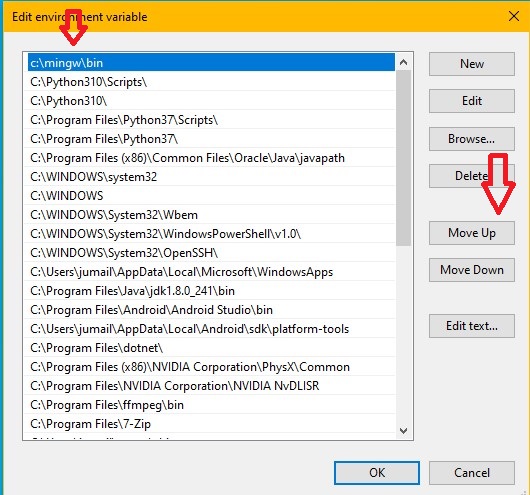 Edit environment variable
c:\mingw\bin
C:\Python310\Scripts\
C:\Python310\
C:\Program Files\Python37\Scripts\
C:\Program Files\Python37\
C:\Program Files (x86)\Common Files\Oracle\Java\javapath
C:\WINDOWS\system32
C:\WINDOWS
C:\WINDOWS\System32\Wbem
C:\WINDOWS\System32\WindowsPowerShell\v1.0\
C:\WINDOWS\System32\OpenSSH\
C:\Users\jumail\AppData\Local\Microsoft\WindowsApps
C:\Program Files\Java\jdk1.8.0_241\bin
C:\Program Files\Android\Android Studio\bin
C:\Users\jumail\AppData\Local\Android\sdk\platform-tools
C:\Program Files\dotnet\
C:\Program Files (x86)\NVIDIA Corporation\PhysX\Common
C:\Program Files\NVIDIA Corporation\NVIDIA NvDLISR
C:\Program Files\ffmpeg\bin
C:\Program Files\7-Zip
New
Edit
Browse...
Delete
Move Up
Move Down
Edit text...
OK
Cancel